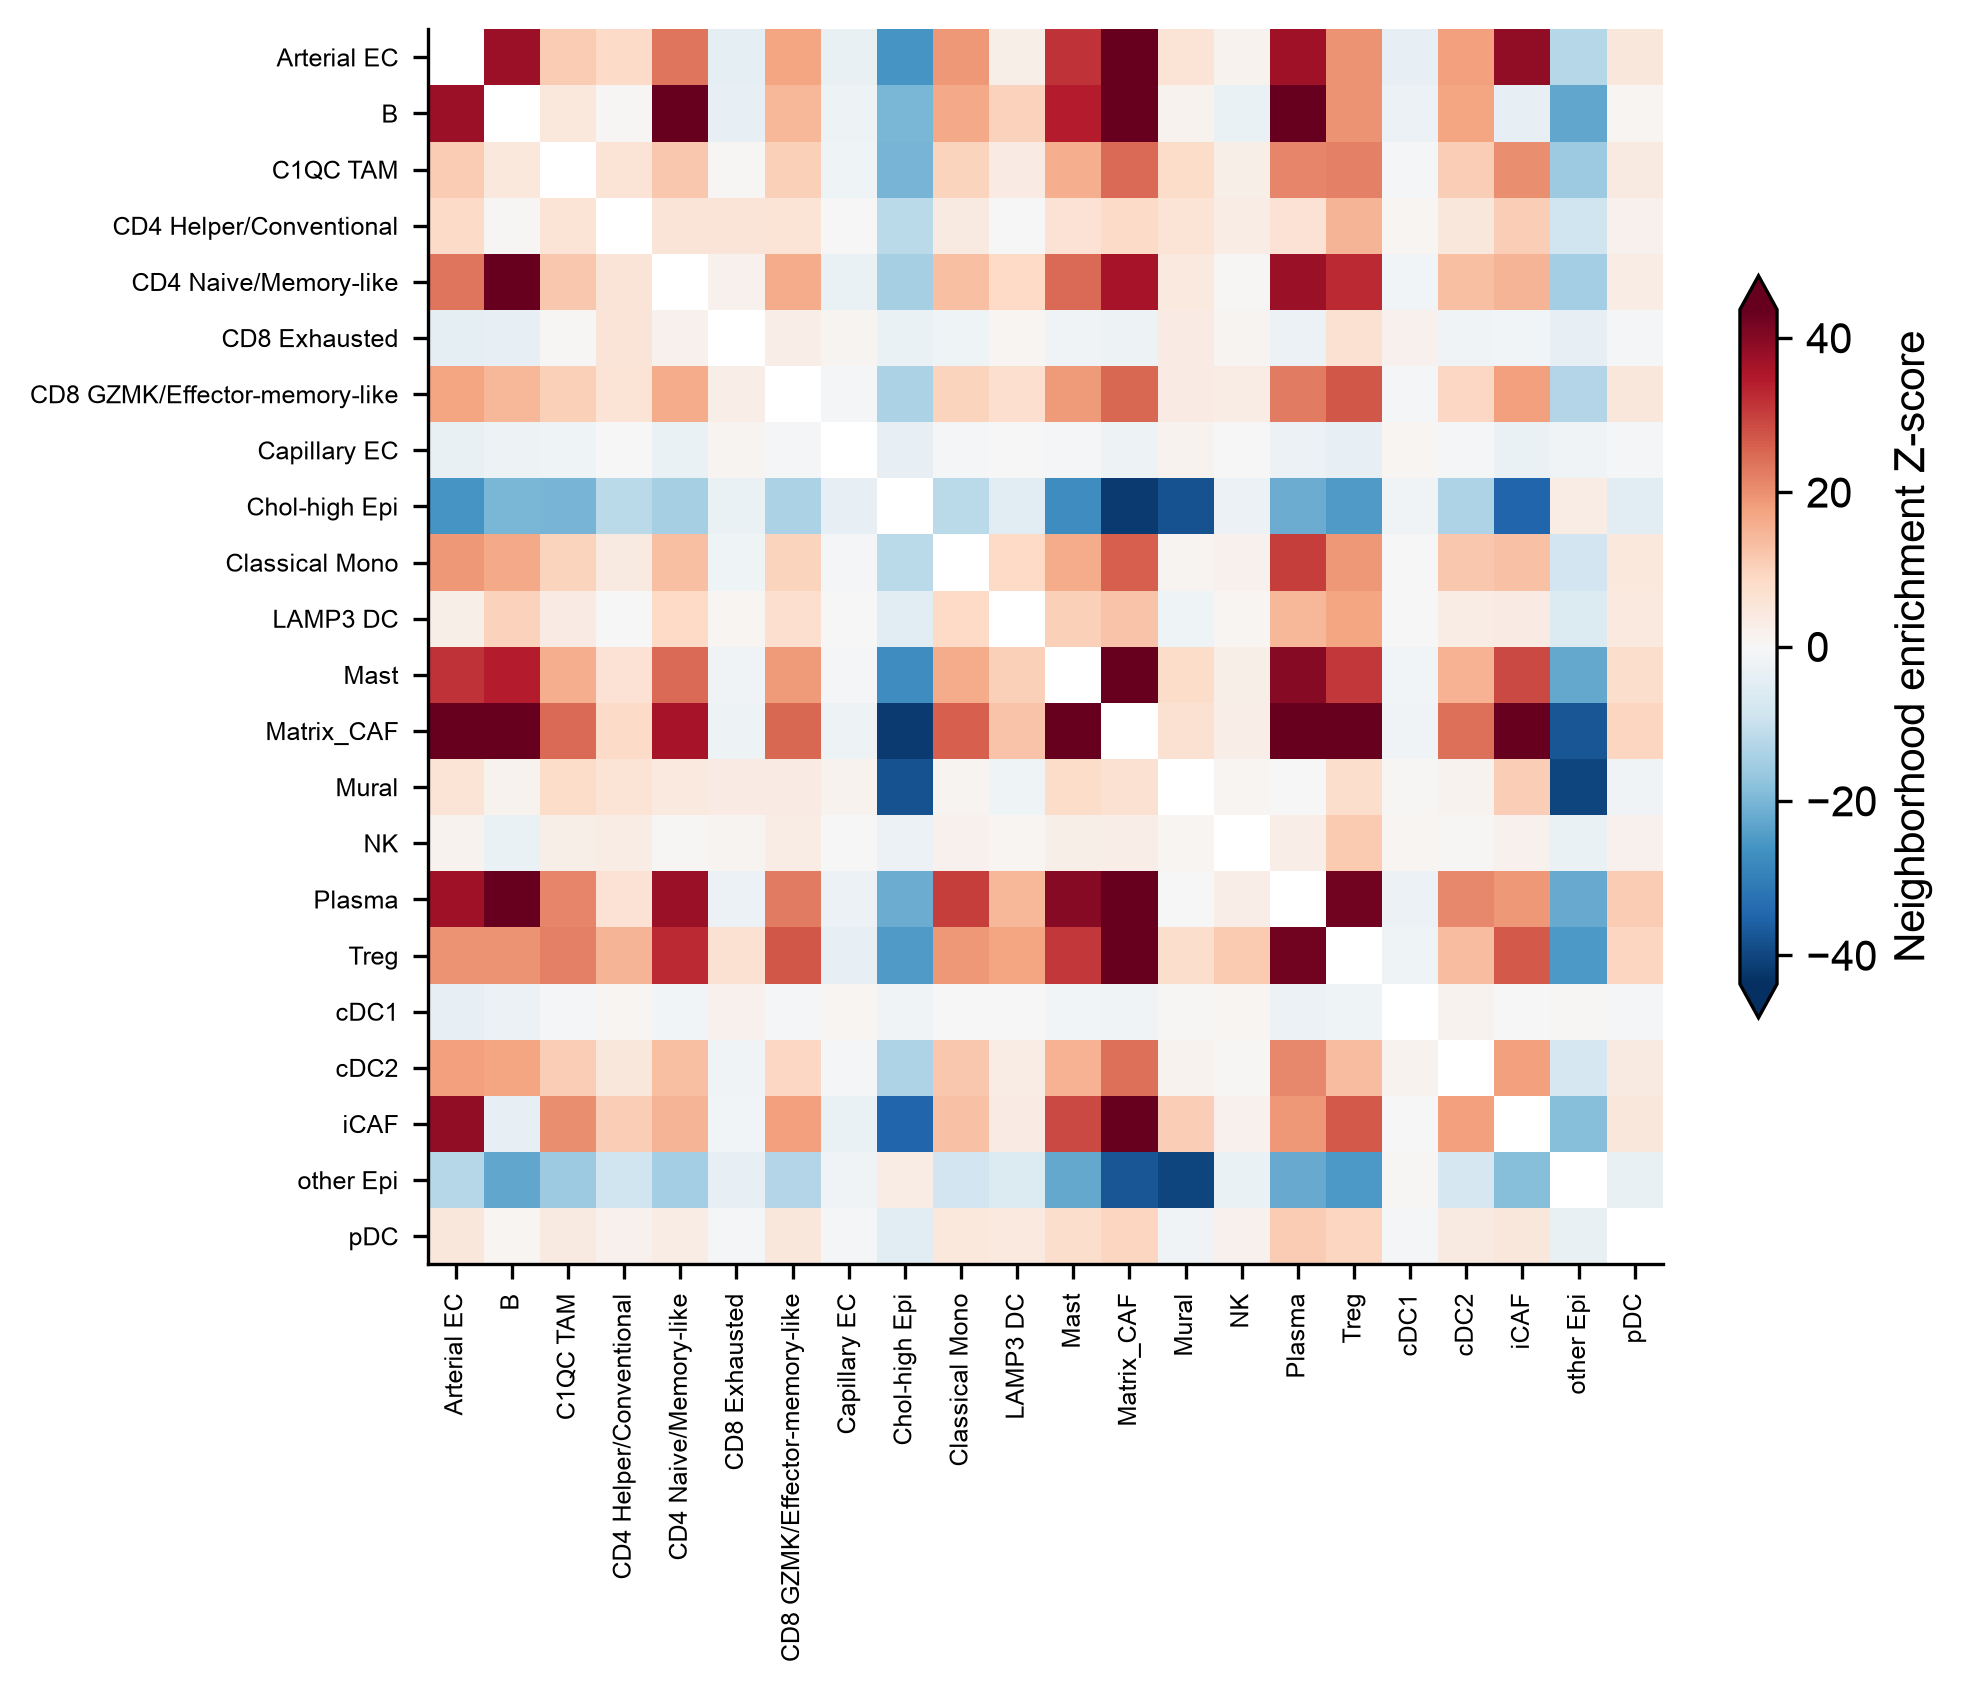 Arterial EC
B
C1QC TAM
CD4 Helper/Conventional
CD4 Naive/Memory-like
CD8 Exhausted
CD8 GZMK/Effector-memory-like
Capillary EC
Chol-high Epi
Classical Mono
LAMP3 DC
Mast
Matrix_CAF
Mural
NK
Plasma
Treg
cDC1
cDC2
iCAF
other Epi
pDC
Arterial EC
B
C1QC TAM
CD4 Helper/Conventional
CD4 Naive/Memory-like
CD8 Exhausted
CD8 GZMK/Effector-memory-like
Capillary EC
Chol-high Epi
Classical Mono
LAMP3 DC
Mast
Matrix_CAF
Mural
NK
Plasma
Treg
cDC1
cDC2
iCAF
other Epi
pDC
40
20
0
−20
−40
Neighborhood enrichment Z-score